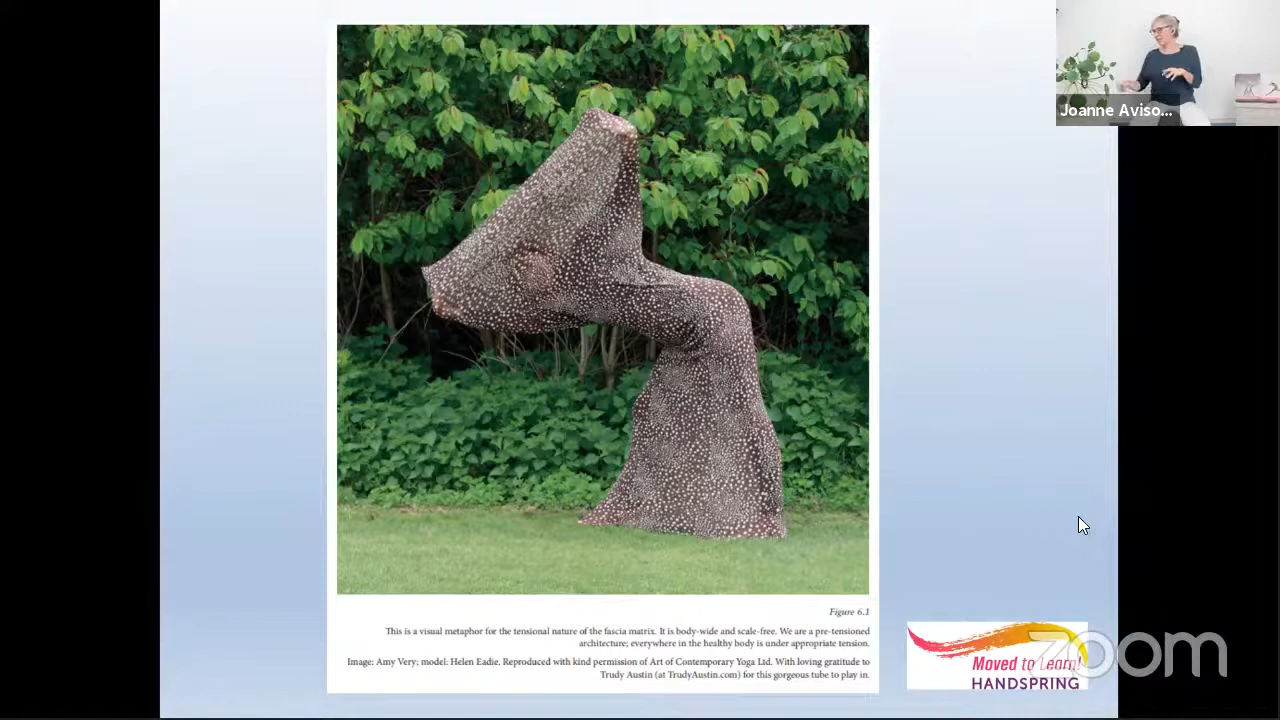 Joanne Aviso...
Figure 6.1
This is a visual metaphor for the tensional nature of the fascia matrix. It is body-wide and scale-free. We are a pre-tensioned
architecture; everywhere in the healthy body is under appropriate tension.
Image: Amy Very; model: Helen Eadie. Reproduced with kind permission of Art of Contemporary Yoga Ltd. With loving gratitude to
Trudy Austin (at TrudyAustin.com) for this gorgeous tube to play in.
Moved to Learn!
HANDSPRING
zoom